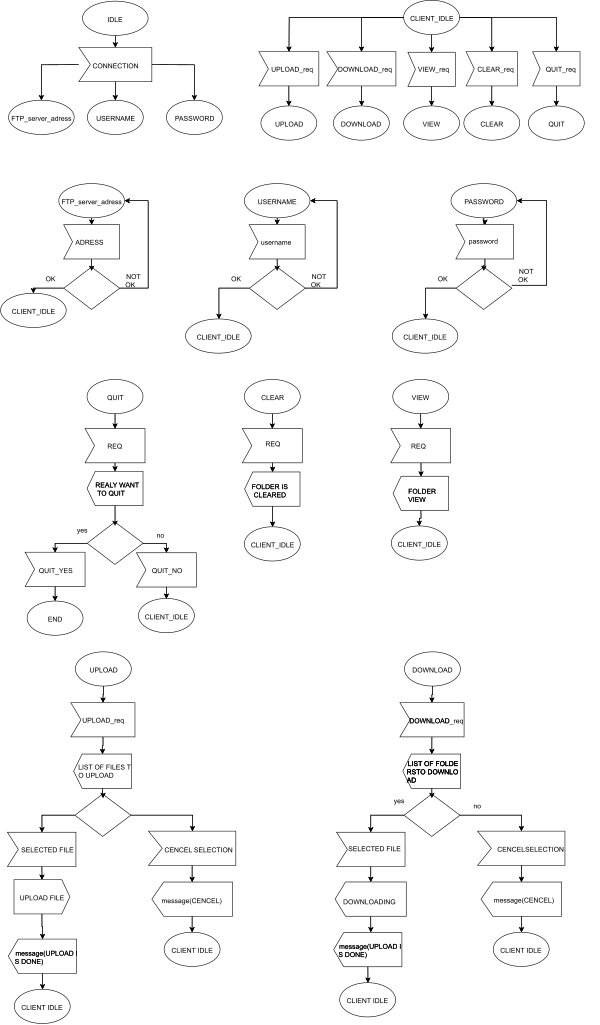 IDLE
CONNECTION
FTP_server_adress
USERNAME
PASSWORD
CLIENT_IDLE
UPLOAD_req
DOWNLOAD_req
VIEW_req
CLEAR_req
QUIT_req
UPLOAD
DOWNLOAD
VIEW
CLEAR
QUIT
FTP_server_adress
ADRESS
OK
NOT
OK
CLIENT_IDLE
USERNAME
username
OK
NOT
OK
CLIENT_IDLE
PASSWORD
password
OK
NOT
OK
CLIENT_IDLE
QUIT
REQ
REALY WANT
TO QUIT
yes
no
QUIT_YES
QUIT_NO
END
CLIENT_IDLE
CLEAR
REQ
FOLDER IS
CLEARED
CLIENT_IDLE
VIEW
REQ
FOLDER
VIEW
CLIENT_IDLE
UPLOAD
UPLOAD_req
LIST OF FILES T
O UPLOAD
SELECTED FILE
CENCEL SELECTION
UPLOAD FILE
message(CENCEL)
message(UPLOAD I
S DONE)
CLIENT IDLE
CLIENT IDLE
DOWNLOAD
DOWNLOAD_req
LIST OF FOLDE
RSTO DOWNLO
AD
yes
no
SELECTED FILE
CENCELSELECTION
DOWNLOADING
message(CENCEL)
message(UPLOAD I
S DONE)
CLIENT IDLE
CLIENT IDLE